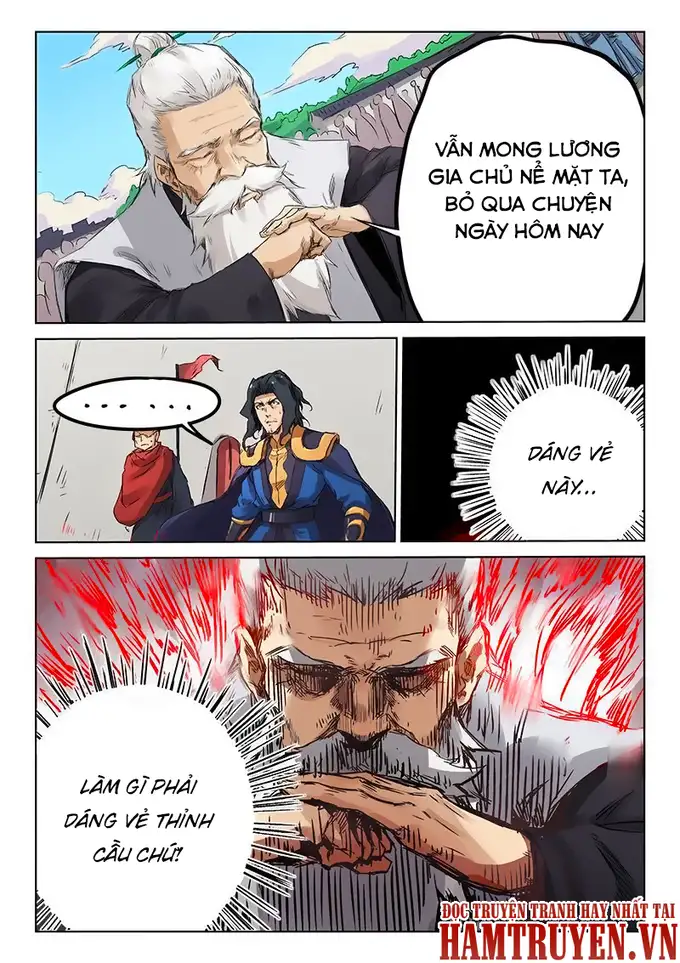 VẪN MONG LƯƠNG
GIA CHỦ NỂ MẶT TA,
BỎ QUA CHUYỆN
NGÀY HÔM NAY
......
DÁNG VẺ
NÀY...
LÀM GÌ PHẢI
DÁNG VẺ THỈNH
CẦU CHỨ?
ĐỌC TRUYỆN TRANH HAY NHẤT TẠI
HAMTRUYEN.VN